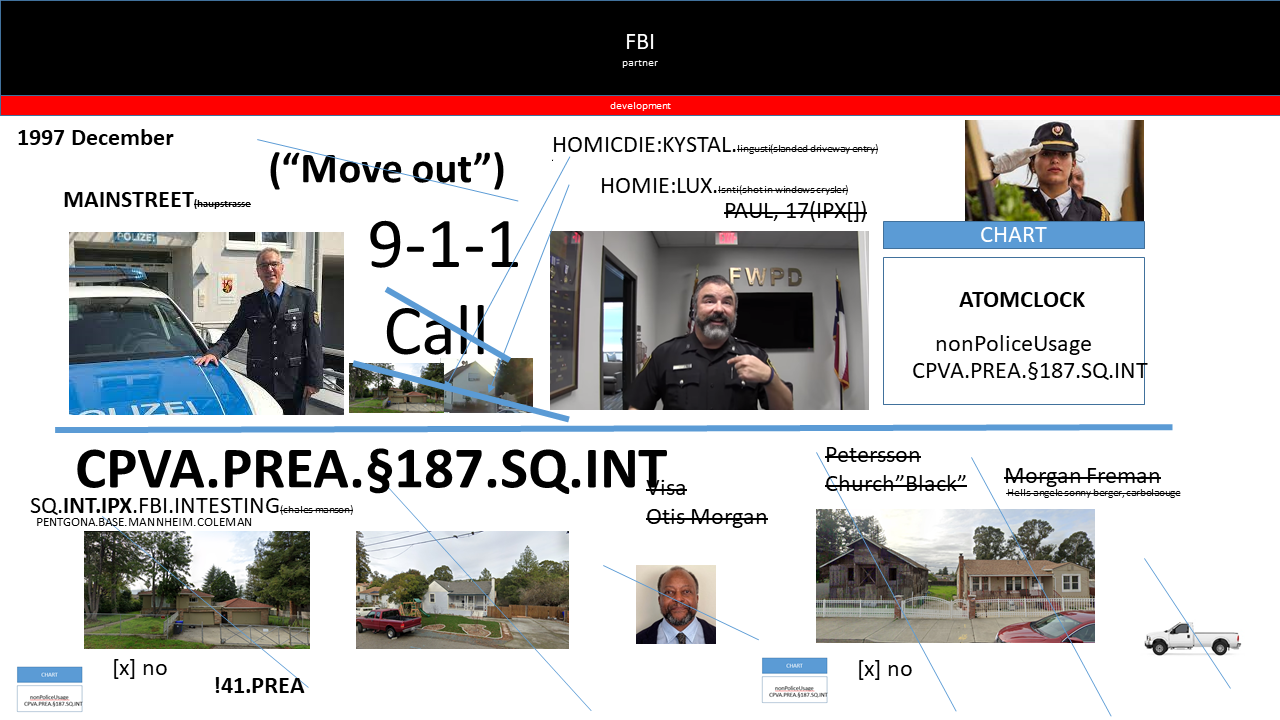 FBI
partner
development
1997 December
(“Move out”)
HOMICDIE:KYSTAL.lingusti(slanded driveway entry)
HOMIE:LUX.Isnti(shot in windows crysler)
MAINSTREET(haupstrasse
PAUL, 17(IPX[])
9-1-1
Call
POLIZEI
OLIZEI
FWPD
CHART
ATOMCLOCK
nonPoliceUsage
CPVA.PREA.§187.SQ.INT
CPVA.PREA.§187.SQ.INT
SQ.INT.IPX.FBI.INTESTING(chales manson)
PENTGONA.BASE.MANNHEIM.COLEMAN
Visa
Otis Morgan
Petersson
Church”Black”
Morgan Freman
Hells angele sonny berger, carbolaouge
[x] no
!41.PREA
CHART
nonPoliceUsage
CPVA.PREA.§187.SQ.INT
CHART
nonPoliceUsage
CPVA.PREA.§187.SQ.INT
[x] no